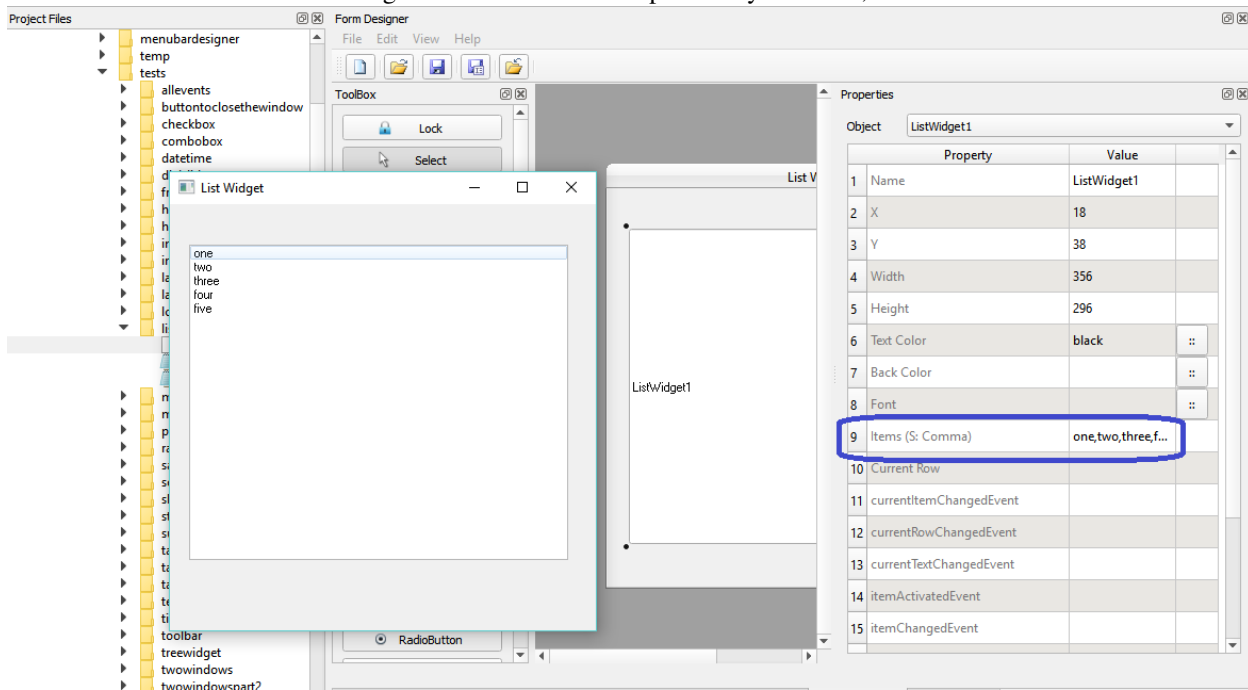 Project Files
menubardesigner
temp
tests
allevents
buttontoclosethewindow
checkbox
combobox
datetime
toolbar
treewidget
twowindows
twowindowspart2
Form Designer
File Edit View Help
ToolBox
Lock
Select
RadioButton
List Widget
one
two
three
four
five
ListWidget1
Properties
Object ListWidget1
Property Value
1 Name ListWidget1
2 X 18
3 Y 38
4 Width 356
5 Height 296
6 Text Color black ::
7 Back Color ::
8 Font ::
9 Items (S: Comma) one,two,three,f...
10 Current Row
11 currentItemChangedEvent
12 currentRowChangedEvent
13 currentTextChangedEvent
14 itemActivatedEvent
15 itemChangedEvent